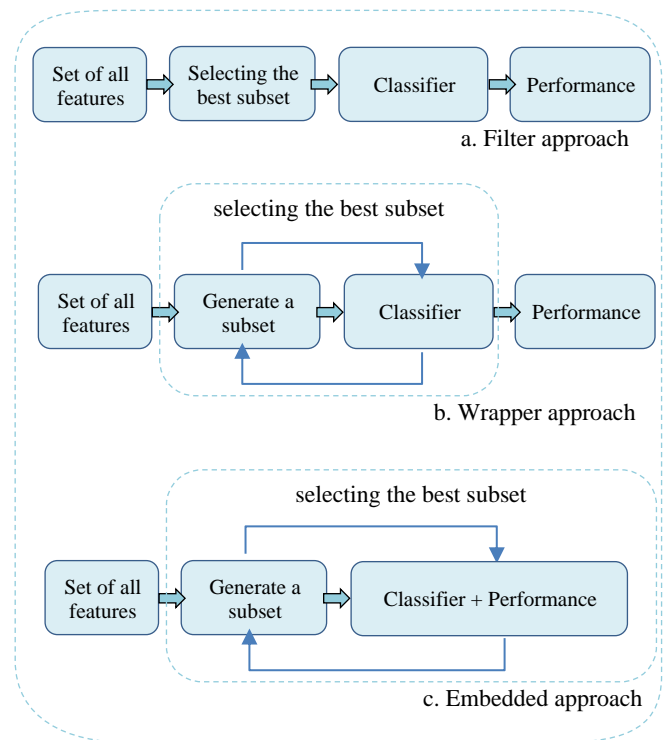 Set of all
features
Selecting the
best subset
Classifier
Performance
a. Filter approach
selecting the best subset
Set of all
features
Generate a
subset
Classifier
Performance
b. Wrapper approach
selecting the best subset
Set of all
features
Generate a
subset
Classifier + Performance
c. Embedded approach